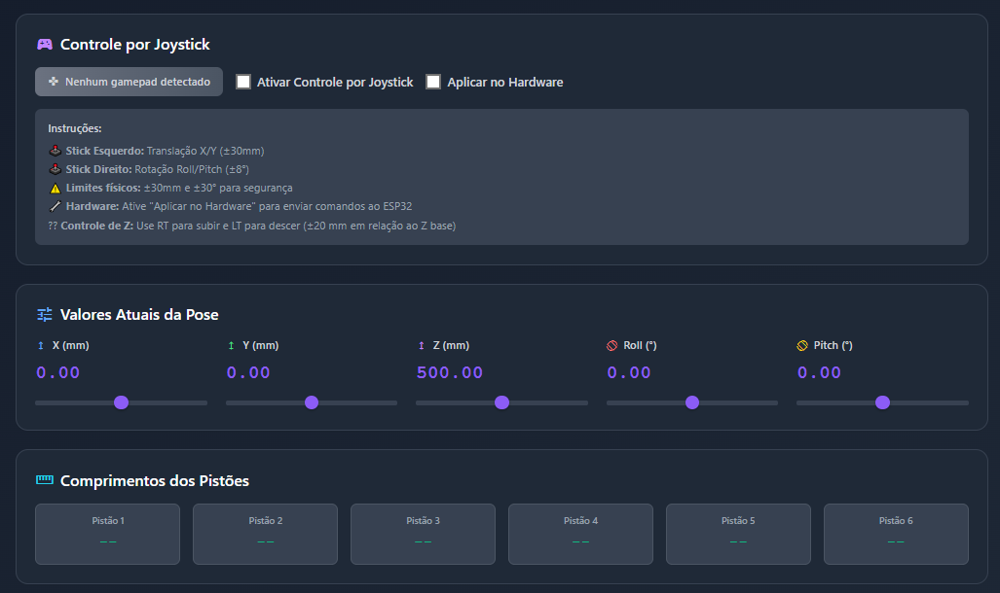 Controle por Joystick
Nenhum gamepad detectado Ativar Controle por Joystick Aplicar no Hardware
Instruções:
Stick Esquerdo: Translação X/Y (±30mm)
Stick Direito: Rotação Roll/Pitch (±8°)
Limites físicos: ±30mm e ±30° para segurança
Hardware: Ative "Aplicar no Hardware" para enviar comandos ao ESP32
?? Controle de Z: Use RT para subir e LT para descer (±20 mm em relação ao Z base)
Valores Atuais da Pose
X (mm) Y (mm) Z (mm) Roll (°) Pitch (°)
0.00 0.00 500.00 0.00 0.00
Comprimentos dos Pistões
Pistão 1 Pistão 2 Pistão 3 Pistão 4 Pistão 5 Pistão 6
-- -- -- -- -- --